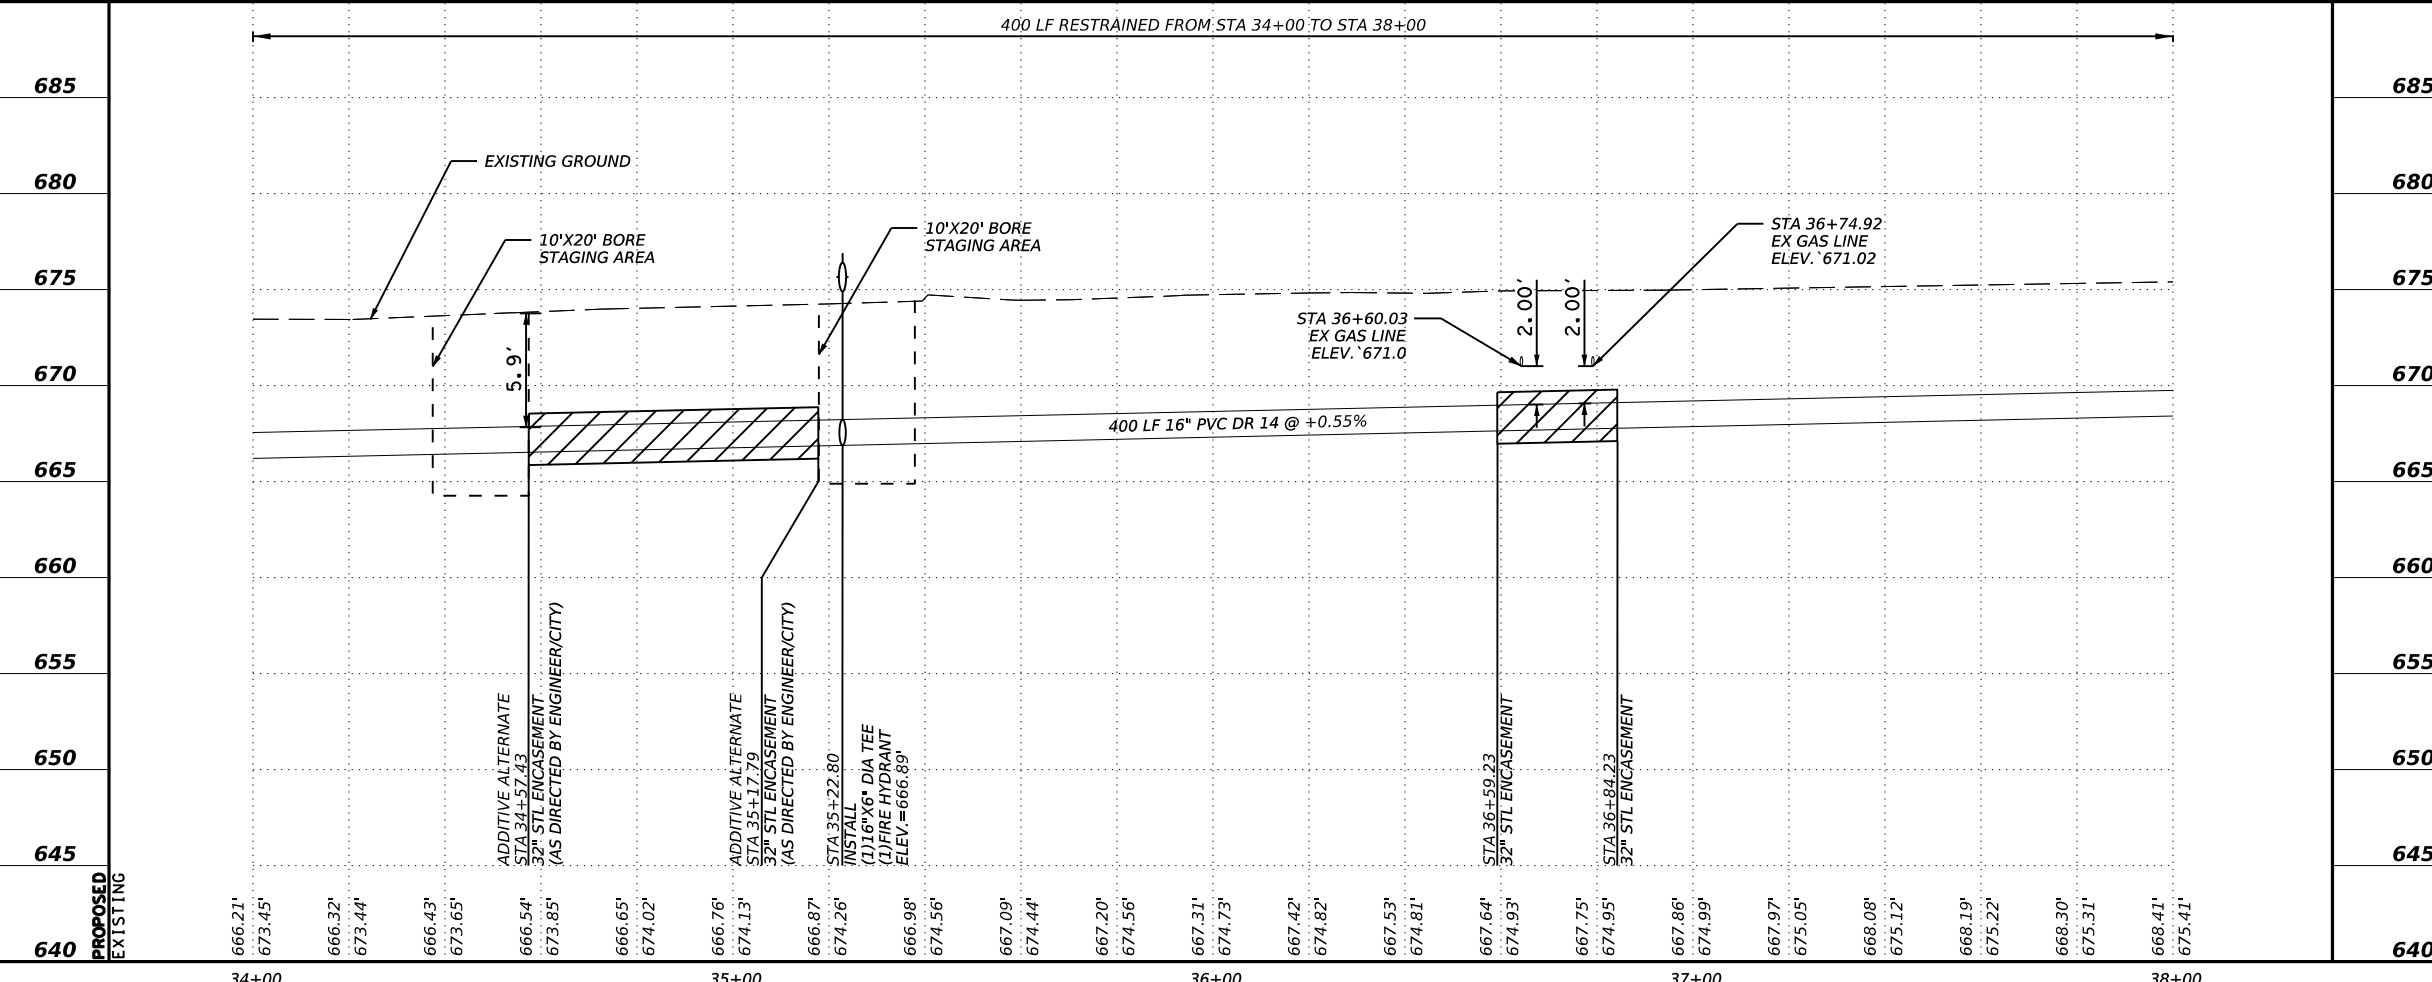 400 LF RESTRAINED FROM STA 34+00 TO STA 38+00
685
685
EXISTING GROUND
680
680
10'X20' BORE
STAGING AREA
10'X20' BORE
STAGING AREA
STA 36+74.92
EX GAS LINE
ELEV.`671.02
675
675
STA 36+60.03
EX GAS LINE
ELEV.`671.0
2.00'
2.00'
5.9'
670
670
400 LF 16" PVC DR 14 @ +0.55%
665
665
660
660
655
655
650
650
645
645
640
640
ADDITIVE ALTERNATE
STA 34+57.43
32" STL ENCASEMENT
(AS DIRECTED BY ENGINEER/CITY)
ADDITIVE ALTERNATE
STA 35+17.79
32" STL ENCASEMENT
(AS DIRECTED BY ENGINEER/CITY)
STA 35+22.80
INSTALL
(1)16"X6" DIA TEE
(1)FIRE HYDRANT
ELEV.=666.89'
STA 36+59.23
32" STL ENCASEMENT
STA 36+84.23
32" STL ENCASEMENT
PROPOSED
EXISTING
666.21'
673.45'
666.32'
673.44'
666.43'
673.65'
666.54'
673.85'
666.65'
674.02'
666.76'
674.13'
666.87'
674.26'
666.98'
674.56'
667.09'
674.44'
667.20'
674.56'
667.31'
674.73'
667.42'
674.82'
667.53'
674.81'
667.64'
674.93'
667.75'
674.95'
667.86'
674.99'
667.97'
675.05'
668.08'
675.12'
668.19'
675.22'
668.30'
675.31'
668.41'
675.41'
34+00
35+00
36+00
37+00
38+00